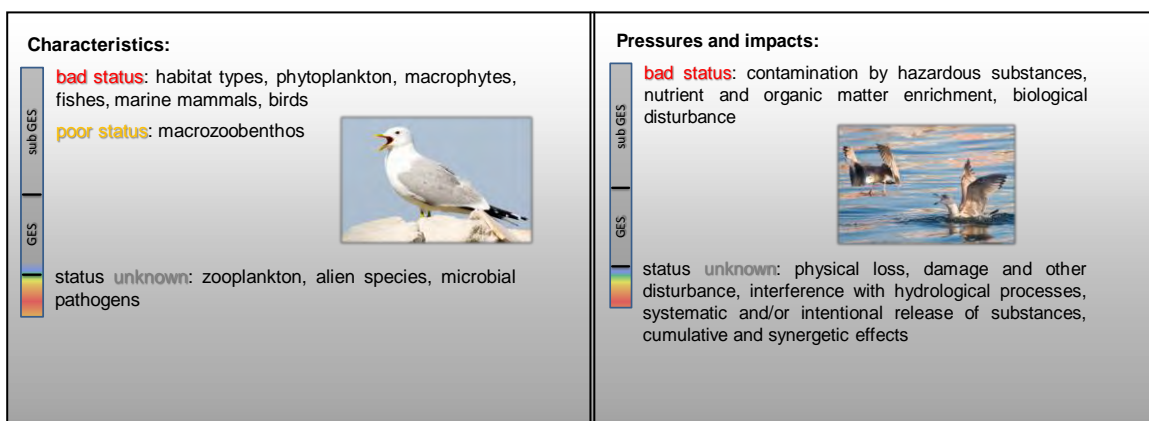 Characteristics:
bad status: habitat types, phytoplankton, macrophytes,
fishes, marine mammals, birds
poor status: macrozoobenthos
sub GES
GES
status unknown: zooplankton, alien species, microbial
pathogens
Pressures and impacts:
bad status: contamination by hazardous substances,
nutrient and organic matter enrichment, biological
disturbance
sub GES
GES
status unknown: physical loss, damage and other
disturbance, interference with hydrological processes,
systematic and/or intentional release of substances,
cumulative and synergetic effects